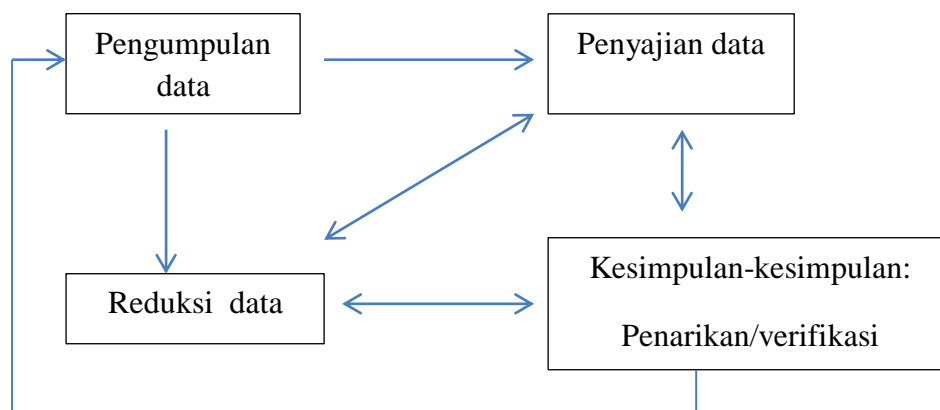 Pengumpulan
data
Penyajian data
Reduksi data
Kesimpulan-kesimpulan:
Penarikan/verifikasi